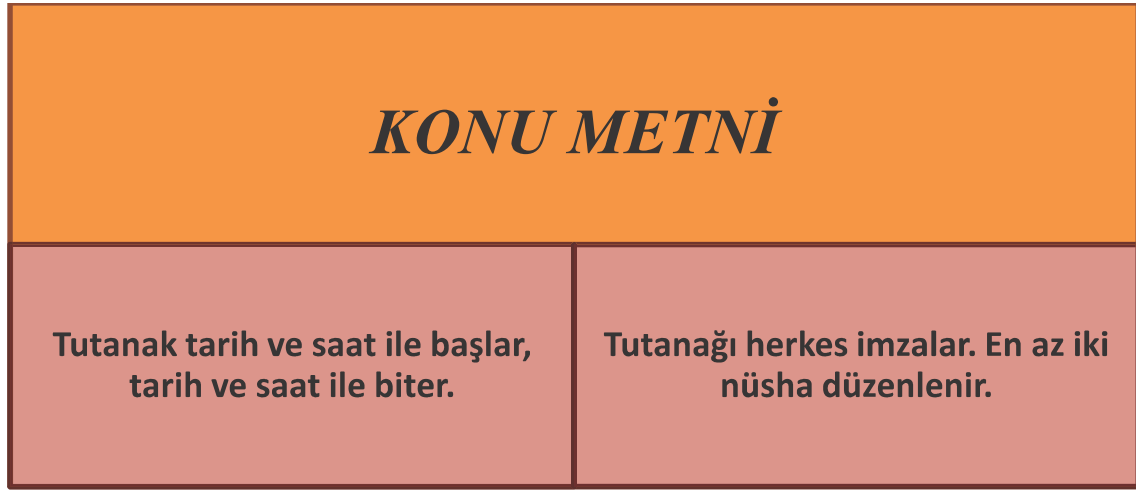 KONU METNİ
Tutanak tarih ve saat ile başlar,
tarih ve saat ile biter.
Tutanağı herkes imzalar. En az iki
nüsha düzenlenir.